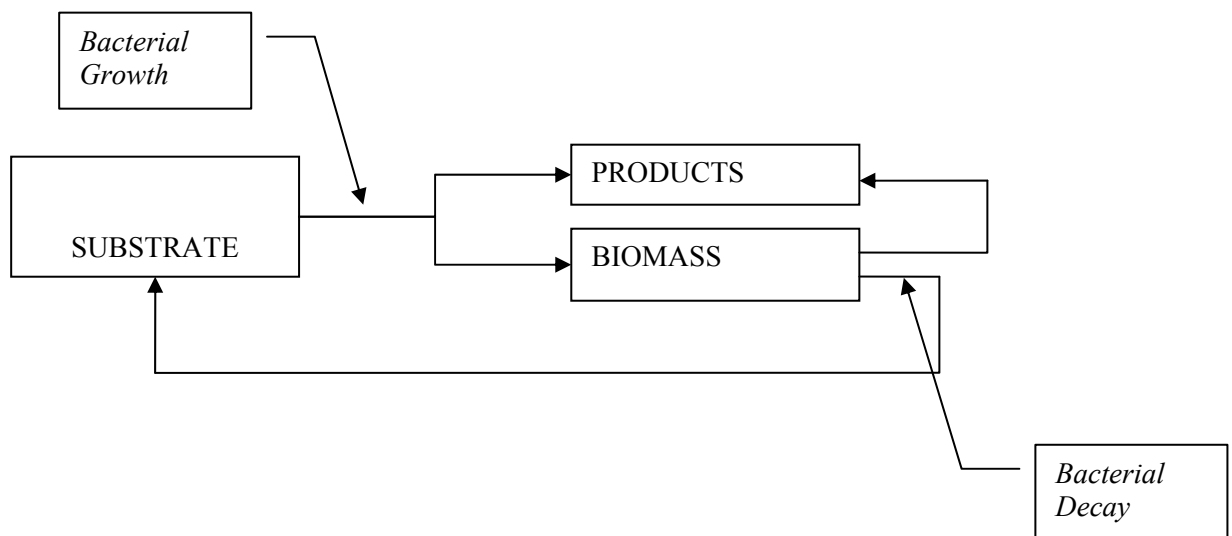 Bacterial
Growth
PRODUCTS
SUBSTRATE
BIOMASS
Bacterial
Decay